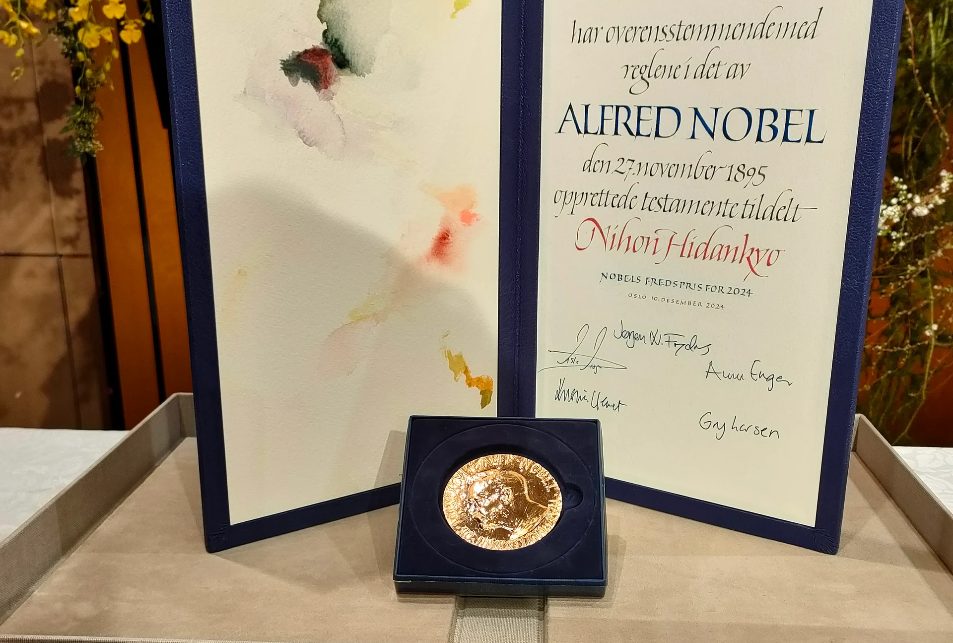 har overensstemmende med
reglene i det av
ALFRED NOBEL
den 27. november 1895
opprettede testamente tildelt
Nihon Hidankyo
NOBELS FREDSPRIS FOR 2024
OSLO 10. DESEMBER 2024
Jørgen W. Frydnes
Anne Enger
Gry Larsen